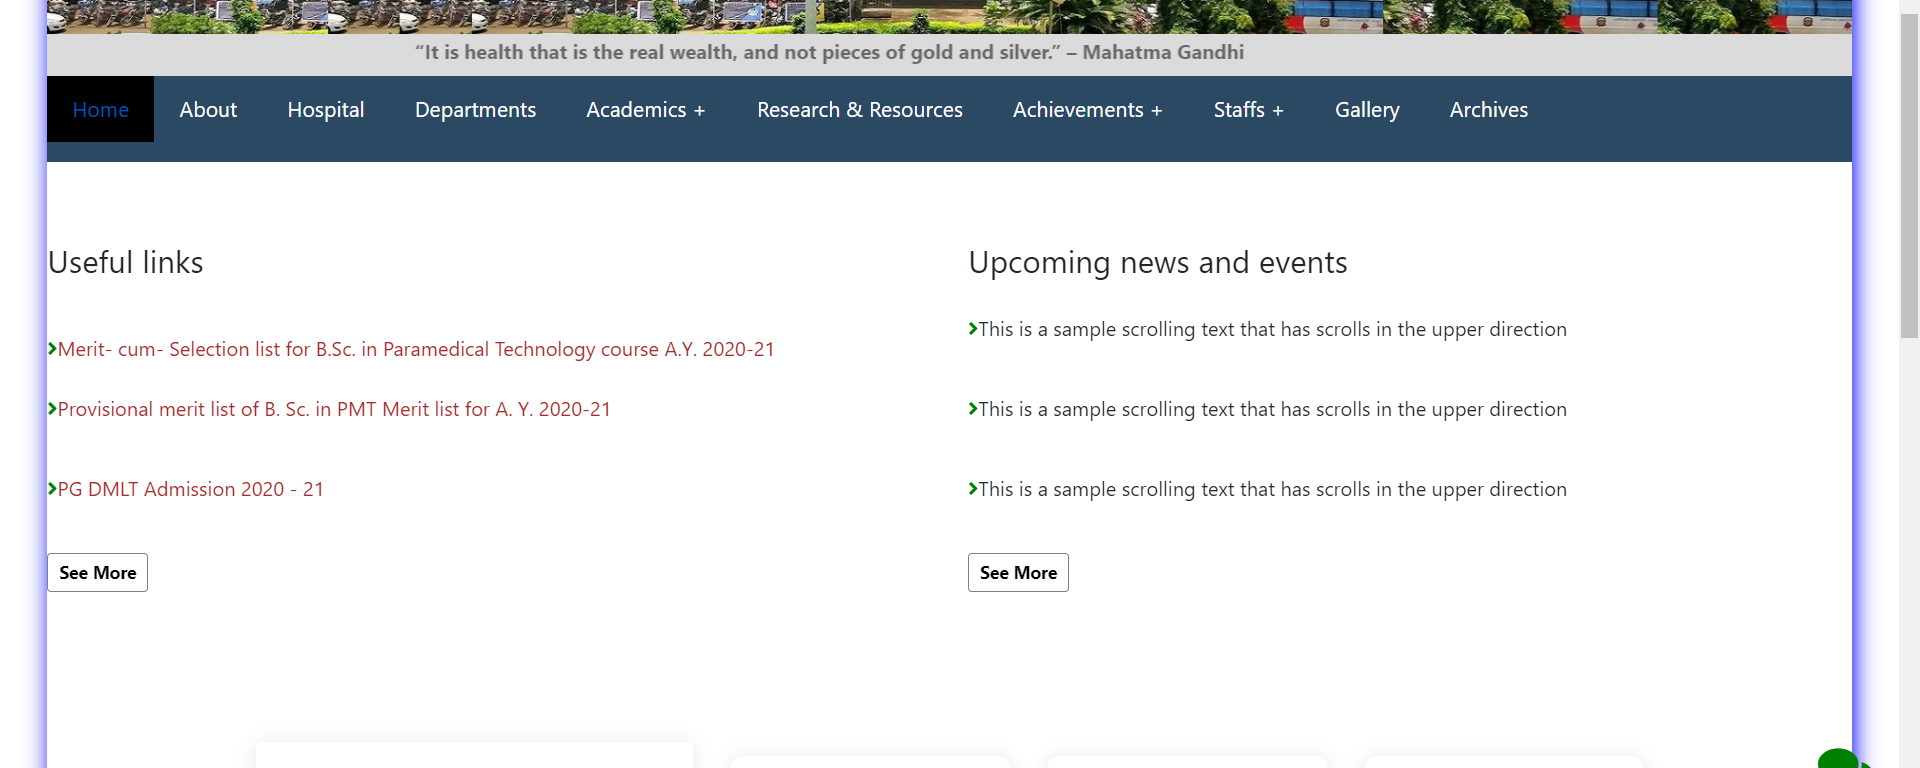 “It is health that is the real wealth, and not pieces of gold and silver.” – Mahatma Gandhi
Home About Hospital Departments Academics + Research & Resources Achievements + Staffs + Gallery Archives
Useful links
Merit- cum- Selection list for B.Sc. in Paramedical Technology course A.Y. 2020-21
Provisional merit list of B. Sc. in PMT Merit list for A. Y. 2020-21
PG DMLT Admission 2020 - 21
See More
Upcoming news and events
This is a sample scrolling text that has scrolls in the upper direction
This is a sample scrolling text that has scrolls in the upper direction
This is a sample scrolling text that has scrolls in the upper direction
See More